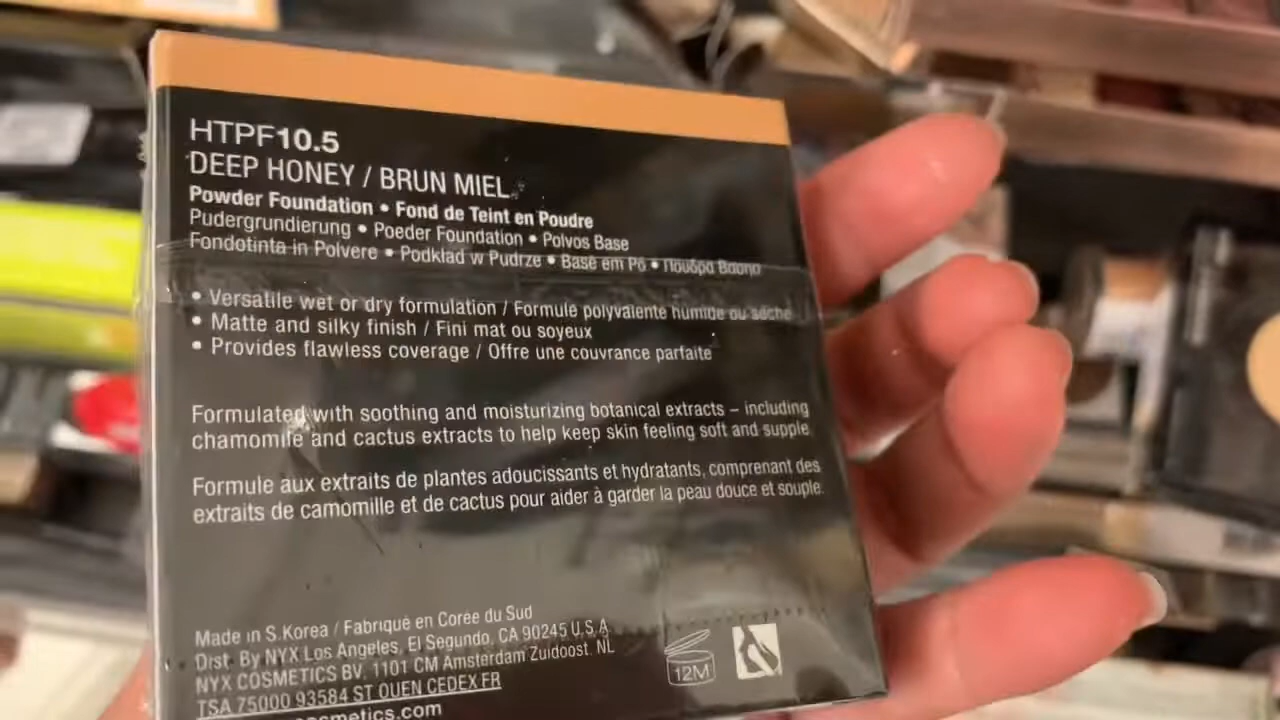 HTPF10.5
DEEP HONEY / BRUN MIEL
Powder Foundation • Fond de Teint en Poudre
Pudergrundierung • Poeder Foundation • Polvos Base
Fondotinta in Polvere • Podkład w Pudrze • Base em Pó • Πούδρα Βάση
• Versatile wet or dry formulation / Formule polyvalente humide ou sèche
• Matte and silky finish / Fini mat ou soyeux
• Provides flawless coverage / Offre une couvrance parfaite
Formulated with soothing and moisturizing botanical extracts – including
chamomile and cactus extracts to help keep skin feeling soft and supple.
Formule aux extraits de plantes adoucissants et hydratants, comprenant des
extraits de camomille et de cactus pour aider à garder la peau douce et souple.
Made in S.Korea / Fabriqué en Corée du Sud
Dist. By NYX Los Angeles, El Segundo, CA 90245 U.S.A.
NYX COSMETICS BV. 1101 CM Amsterdam Zuidoost. NL
TSA 75000 93584 ST OUEN CEDEX FR
cosmetics.com
12M